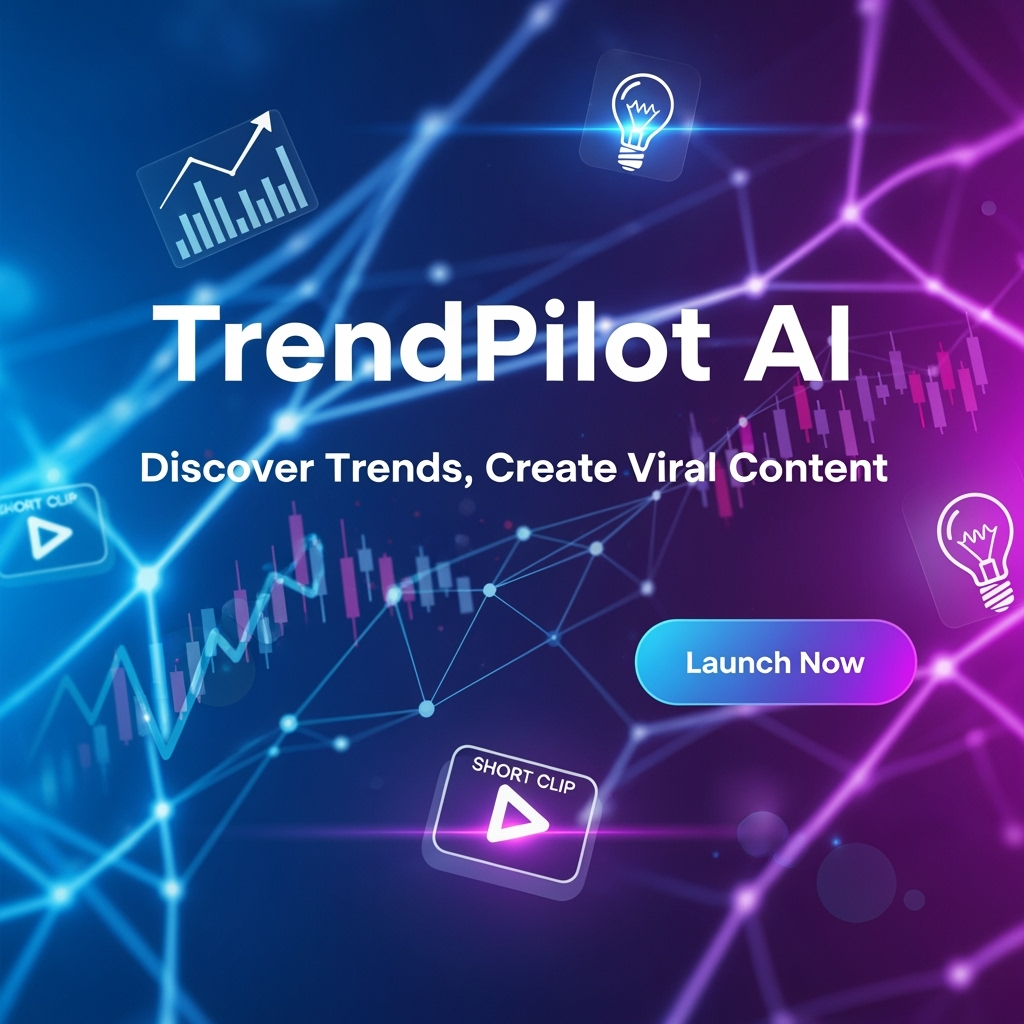 TrendPilot AI
Discover Trends, Create Viral Content
SHORT CLIP
Launch Now
SHORT CLIP